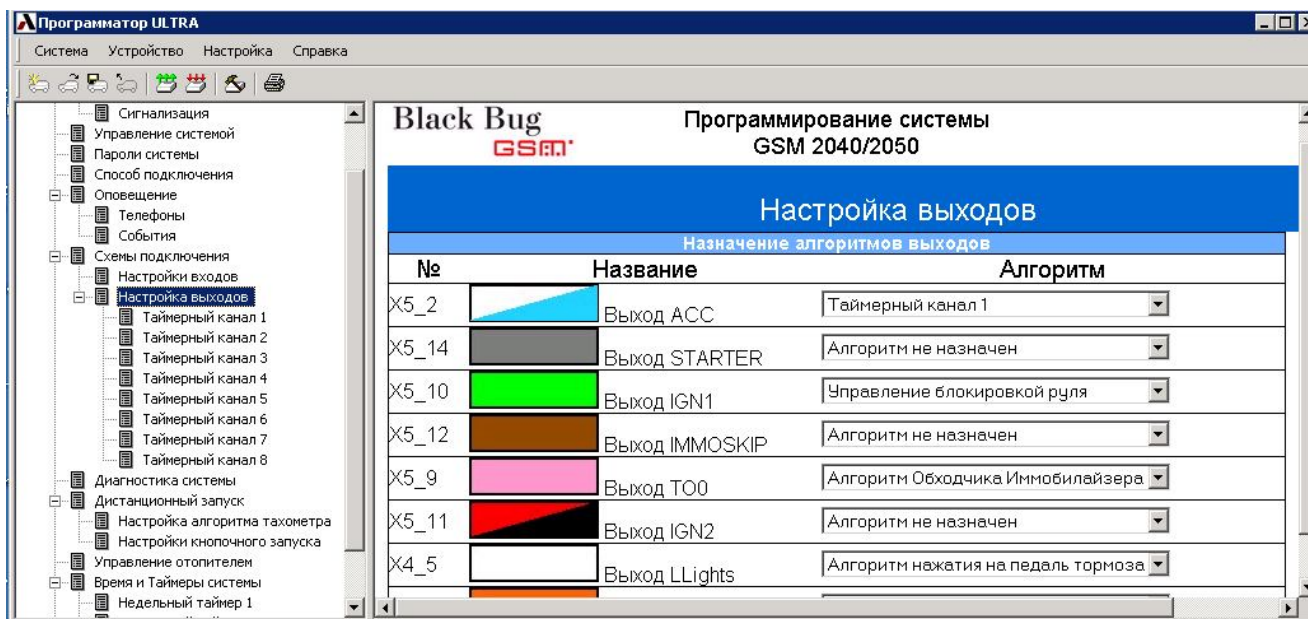 Программатор ULTRA
Система Устройство Настройка Справка
Сигнализация
Управление системой
Пароли системы
Способ подключения
Оповещение
Телефоны
События
Схемы подключения
Настройки входов
Настройка выходов
Таймерный канал 1
Таймерный канал 2
Таймерный канал 3
Таймерный канал 4
Таймерный канал 5
Таймерный канал 6
Таймерный канал 7
Таймерный канал 8
Диагностика системы
Дистанционный запуск
Настройка алгоритма тахометра
Настройки кнопочного запуска
Управление отопителем
Время и Таймеры системы
Недельный таймер 1
Black Bug
GSM
Программирование системы
GSM 2040/2050
Настройка выходов
Назначение алгоритмов выходов
№ Название Алгоритм
X5_2 Выход ACC Таймерный канал 1
X5_14 Выход STARTER Алгоритм не назначен
X5_10 Выход IGN1 Управление блокировкой руля
X5_12 Выход IMMOSKIP Алгоритм не назначен
X5_9 Выход TO0 Алгоритм Обходчика Иммобилайзера
X5_11 Выход IGN2 Алгоритм не назначен
X4_5 Выход LLights Алгоритм нажатия на педаль тормоза